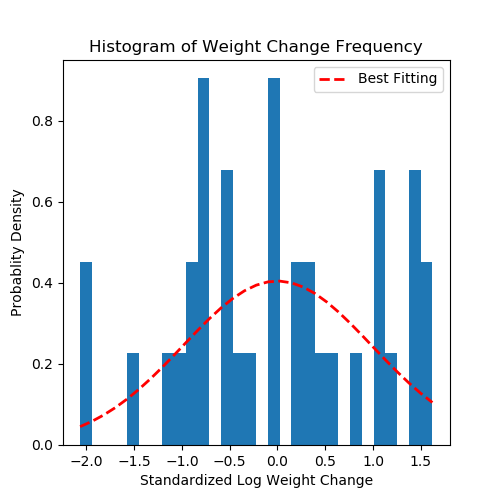 Histogram of Weight Change Frequency
Best Fitting
0.8
0.6
0.4
0.2
0.0
Probablity Density
−2.0 −1.5 −1.0 −0.5 0.0 0.5 1.0 1.5
Standardized Log Weight Change